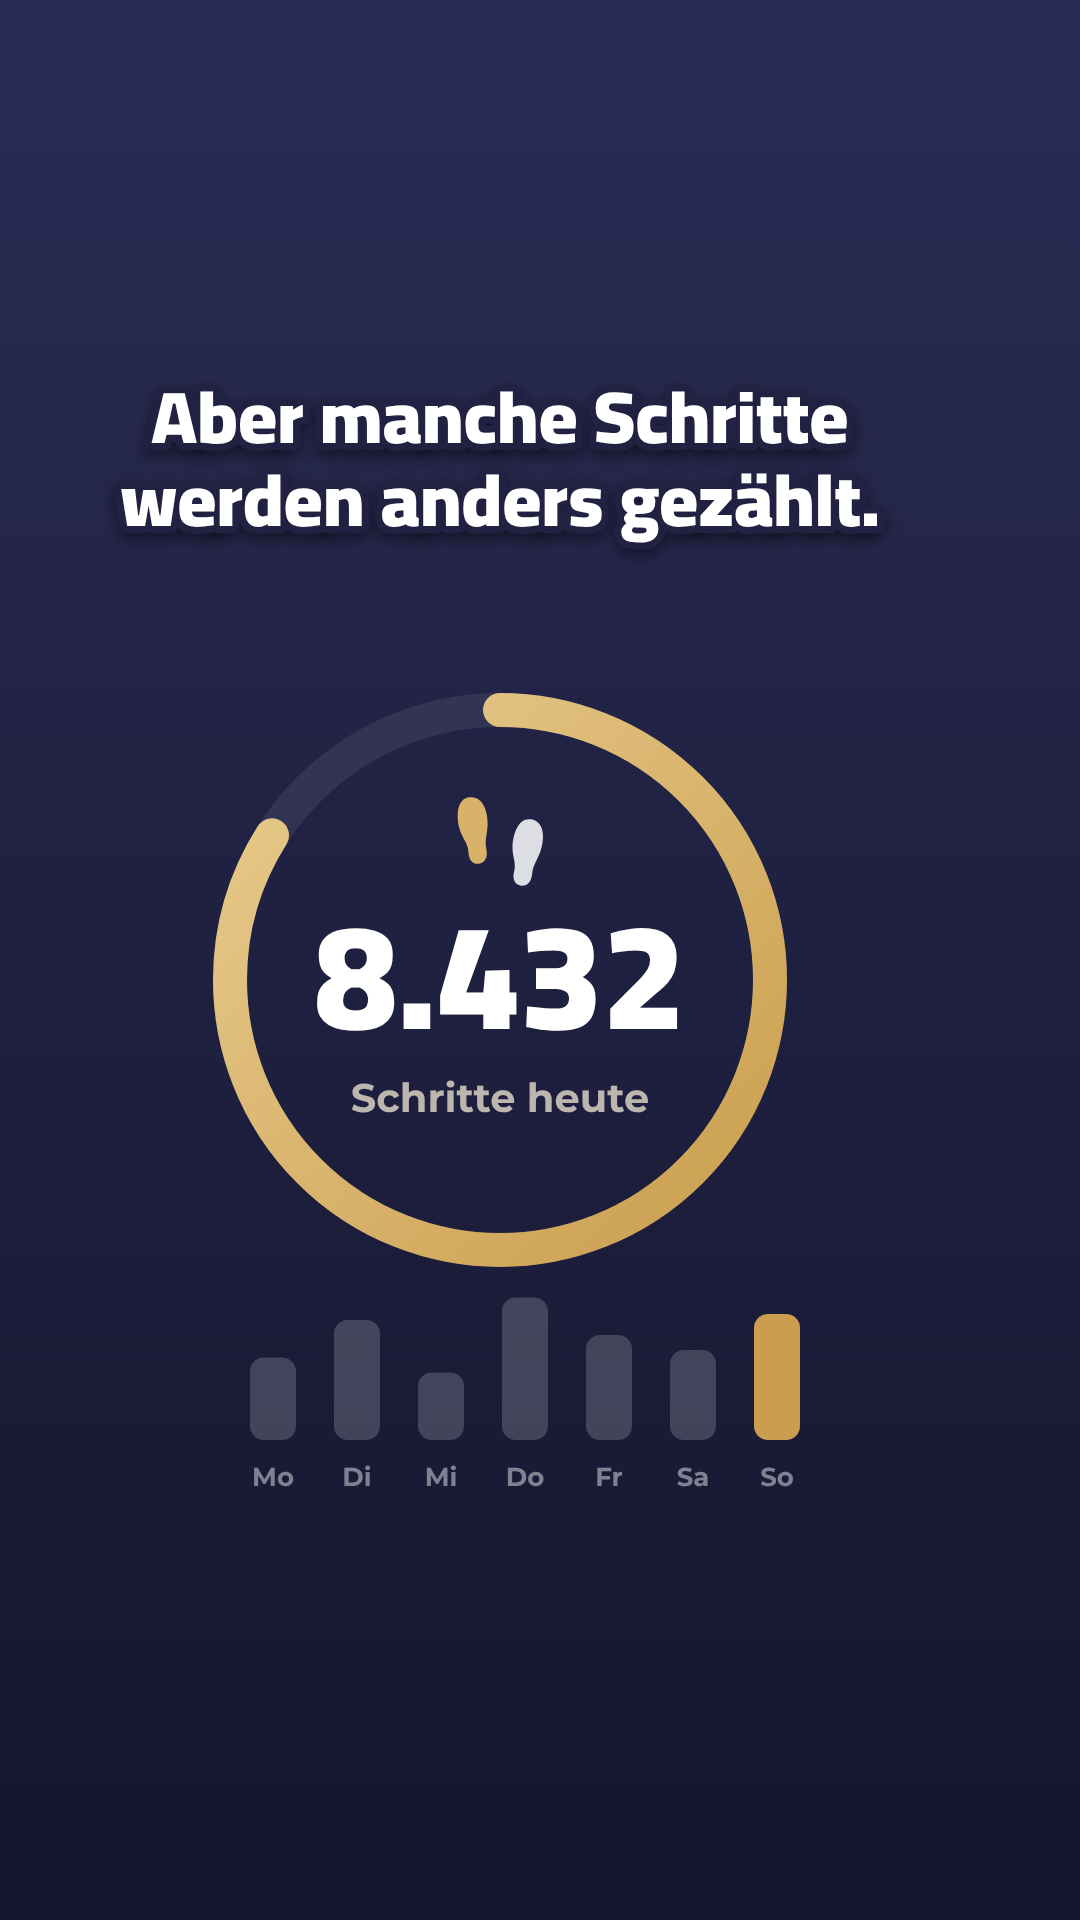 Aber manche Schritte
werden anders gezählt.
8.432
Schritte heute
Mo Di Mi Do Fr Sa So